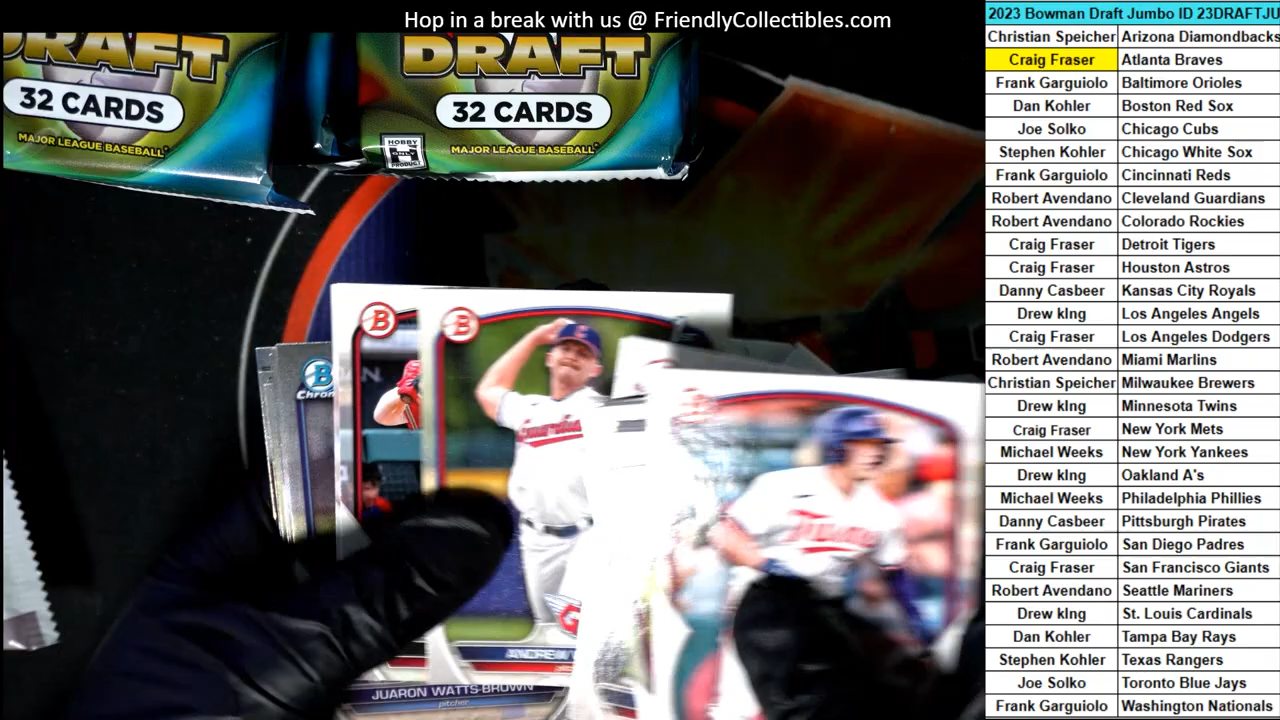 Hop in a break with us @ FriendlyCollectibles.com
DRAFT
32 CARDS
MAJOR LEAGUE BASEBALL
DRAFT
32 CARDS
HOBBY
ONLY
H
PRODUCT
MAJOR LEAGUE BASEBALL
B
B
B
Chrom
ANDREW
JUARON WATTS-BROWN
pitcher
2023 Bowman Draft Jumbo ID 23DRAFTJU
Christian Speicher Arizona Diamondbacks
Craig Fraser Atlanta Braves
Frank Garguiolo Baltimore Orioles
Dan Kohler Boston Red Sox
Joe Solko Chicago Cubs
Stephen Kohler Chicago White Sox
Frank Garguiolo Cincinnati Reds
Robert Avendano Cleveland Guardians
Robert Avendano Colorado Rockies
Craig Fraser Detroit Tigers
Craig Fraser Houston Astros
Danny Casbeer Kansas City Royals
Drew kIng Los Angeles Angels
Craig Fraser Los Angeles Dodgers
Robert Avendano Miami Marlins
Christian Speicher Milwaukee Brewers
Drew kIng Minnesota Twins
Craig Fraser New York Mets
Michael Weeks New York Yankees
Drew kIng Oakland A's
Michael Weeks Philadelphia Phillies
Danny Casbeer Pittsburgh Pirates
Frank Garguiolo San Diego Padres
Craig Fraser San Francisco Giants
Robert Avendano Seattle Mariners
Drew kIng St. Louis Cardinals
Dan Kohler Tampa Bay Rays
Stephen Kohler Texas Rangers
Joe Solko Toronto Blue Jays
Frank Garguiolo Washington Nationals